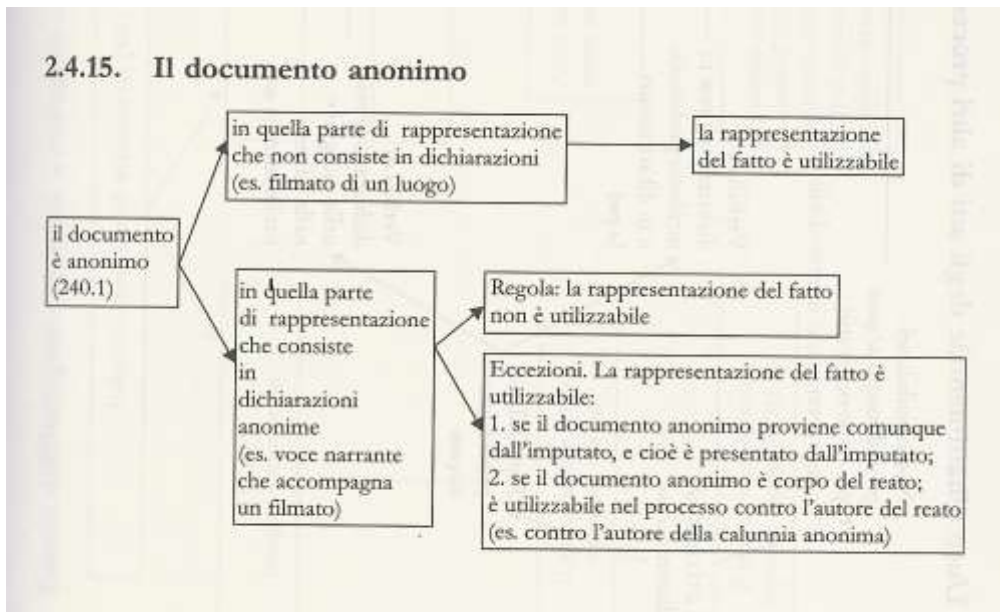 2.4.15. Il documento anonimo
in quella parte di rappresentazione
che non consiste in dichiarazioni
(es. filmato di un luogo)
la rappresentazione
del fatto è utilizzabile
il documento
è anonimo
(240.1)
in quella parte
di rappresentazione
che consiste
in
dichiarazioni
anonime
(es. voce narrante
che accompagna
un filmato)
Regola: la rappresentazione del fatto
non è utilizzabile
Eccezioni. La rappresentazione del fatto è
utilizzabile:
1. se il documento anonimo proviene comunque
dall'imputato, e cioè è presentato dall'imputato;
2. se il documento anonimo è corpo del reato;
è utilizzabile nel processo contro l'autore del reato
(es. contro l'autore della calunnia anonima)